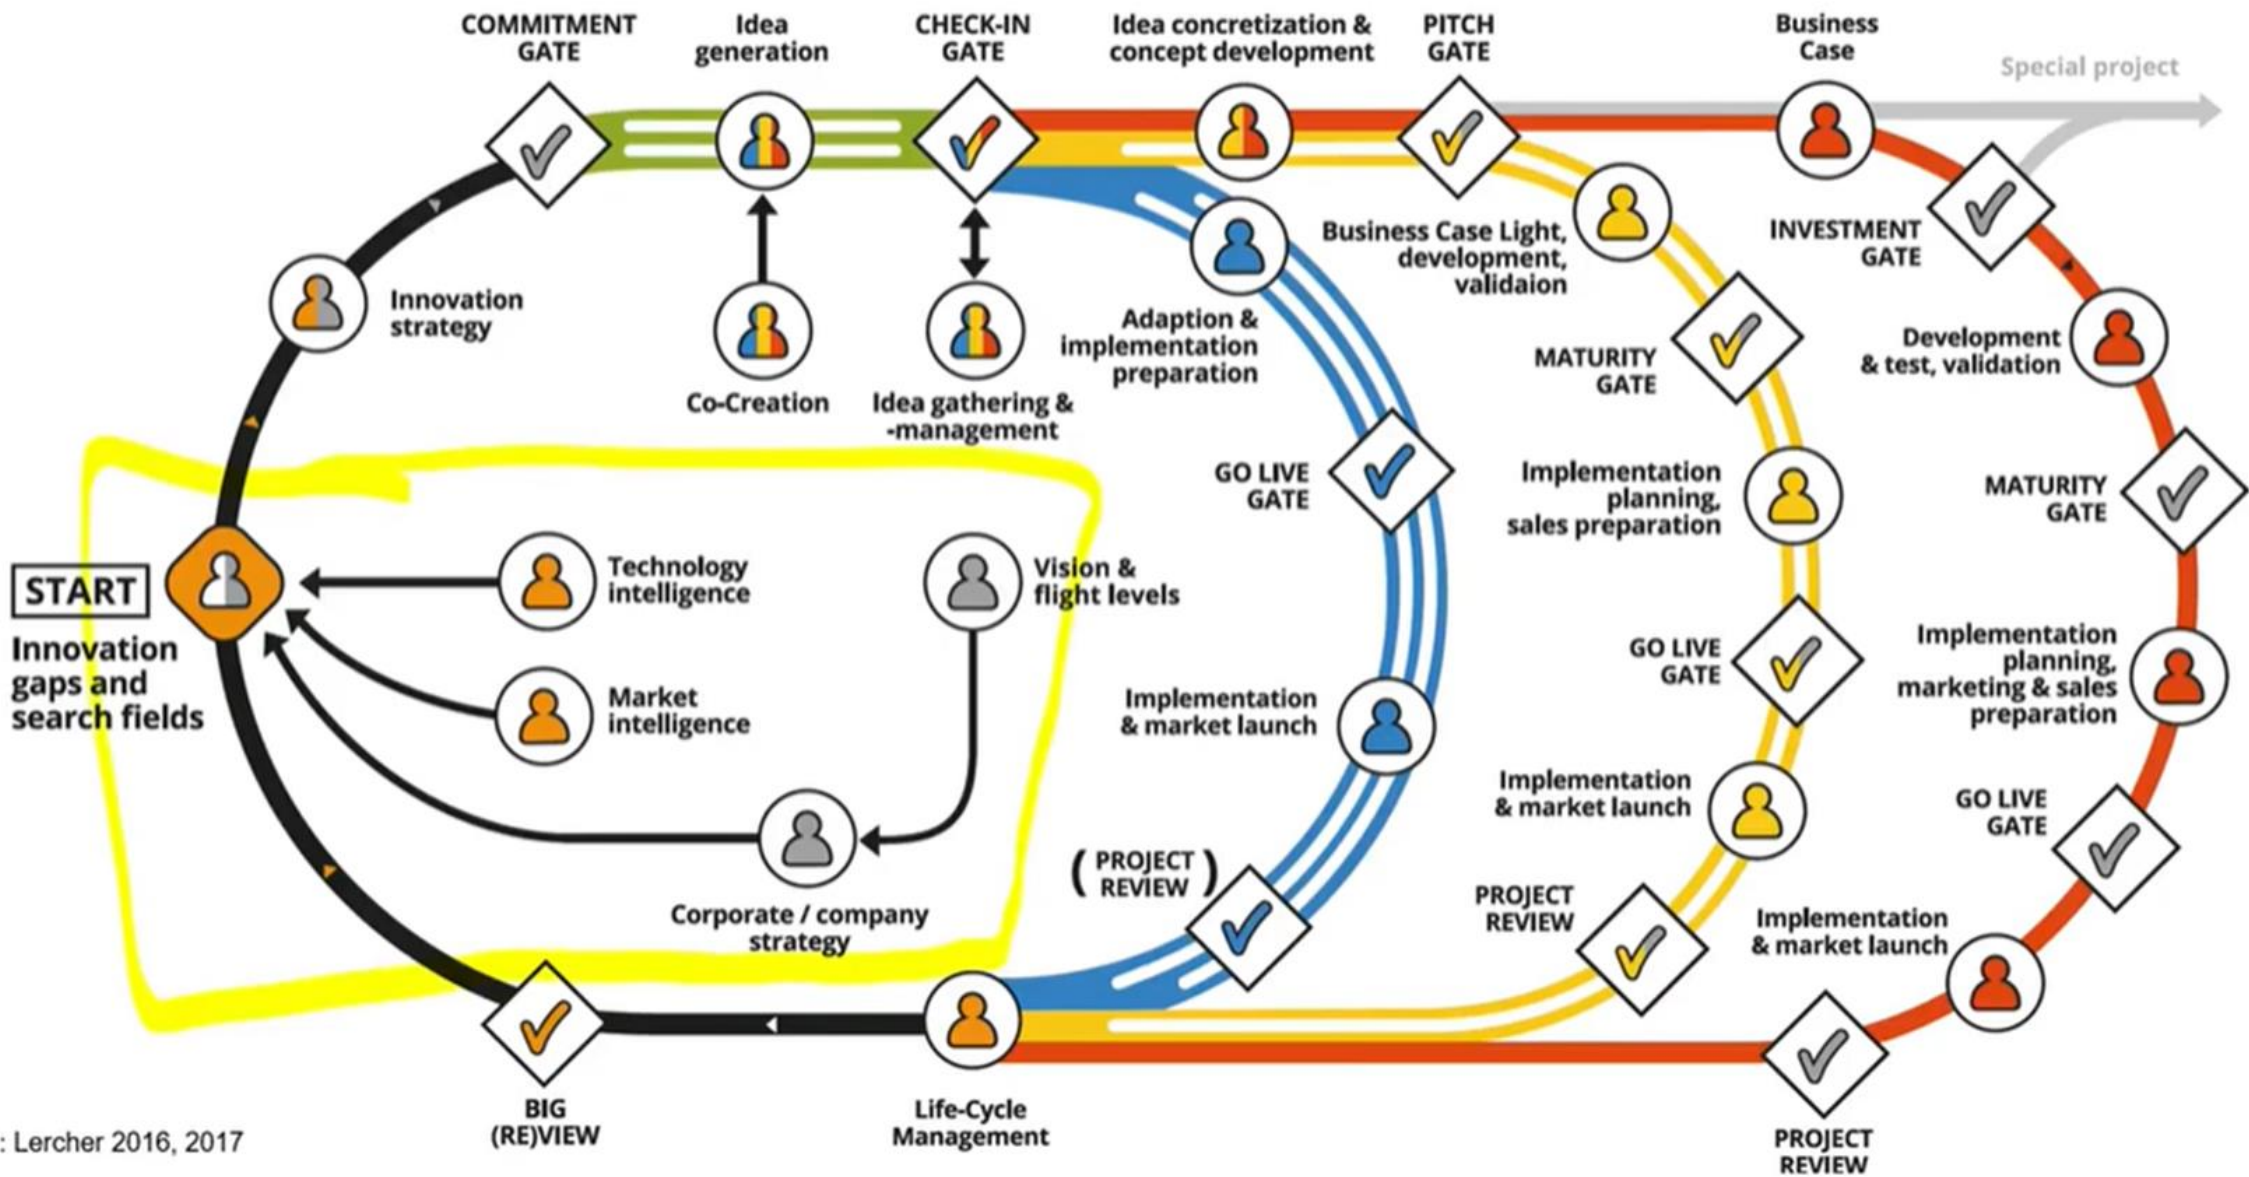 COMMITMENT
GATE
Idea
generation
CHECK-IN
GATE
Idea concretization &
concept development
PITCH
GATE
Business
Case
Special project
Innovation
strategy
Co-Creation
Idea gathering &
-management
Adaption &
implementation
preparation
Business Case Light,
development,
validaion
INVESTMENT
GATE
MATURITY
GATE
Development
& test, validation
GO LIVE
GATE
Implementation
planning,
sales preparation
MATURITY
GATE
START
Innovation
gaps and
search fields
Technology
intelligence
Vision &
flight levels
Market
intelligence
Corporate / company
strategy
Implementation
& market launch
GO LIVE
GATE
Implementation
planning,
marketing & sales
preparation
Implementation
& market launch
GO LIVE
GATE
( PROJECT
REVIEW )
PROJECT
REVIEW
Implementation
& market launch
BIG
(RE)VIEW
Life-Cycle
Management
PROJECT
REVIEW
: Lercher 2016, 2017